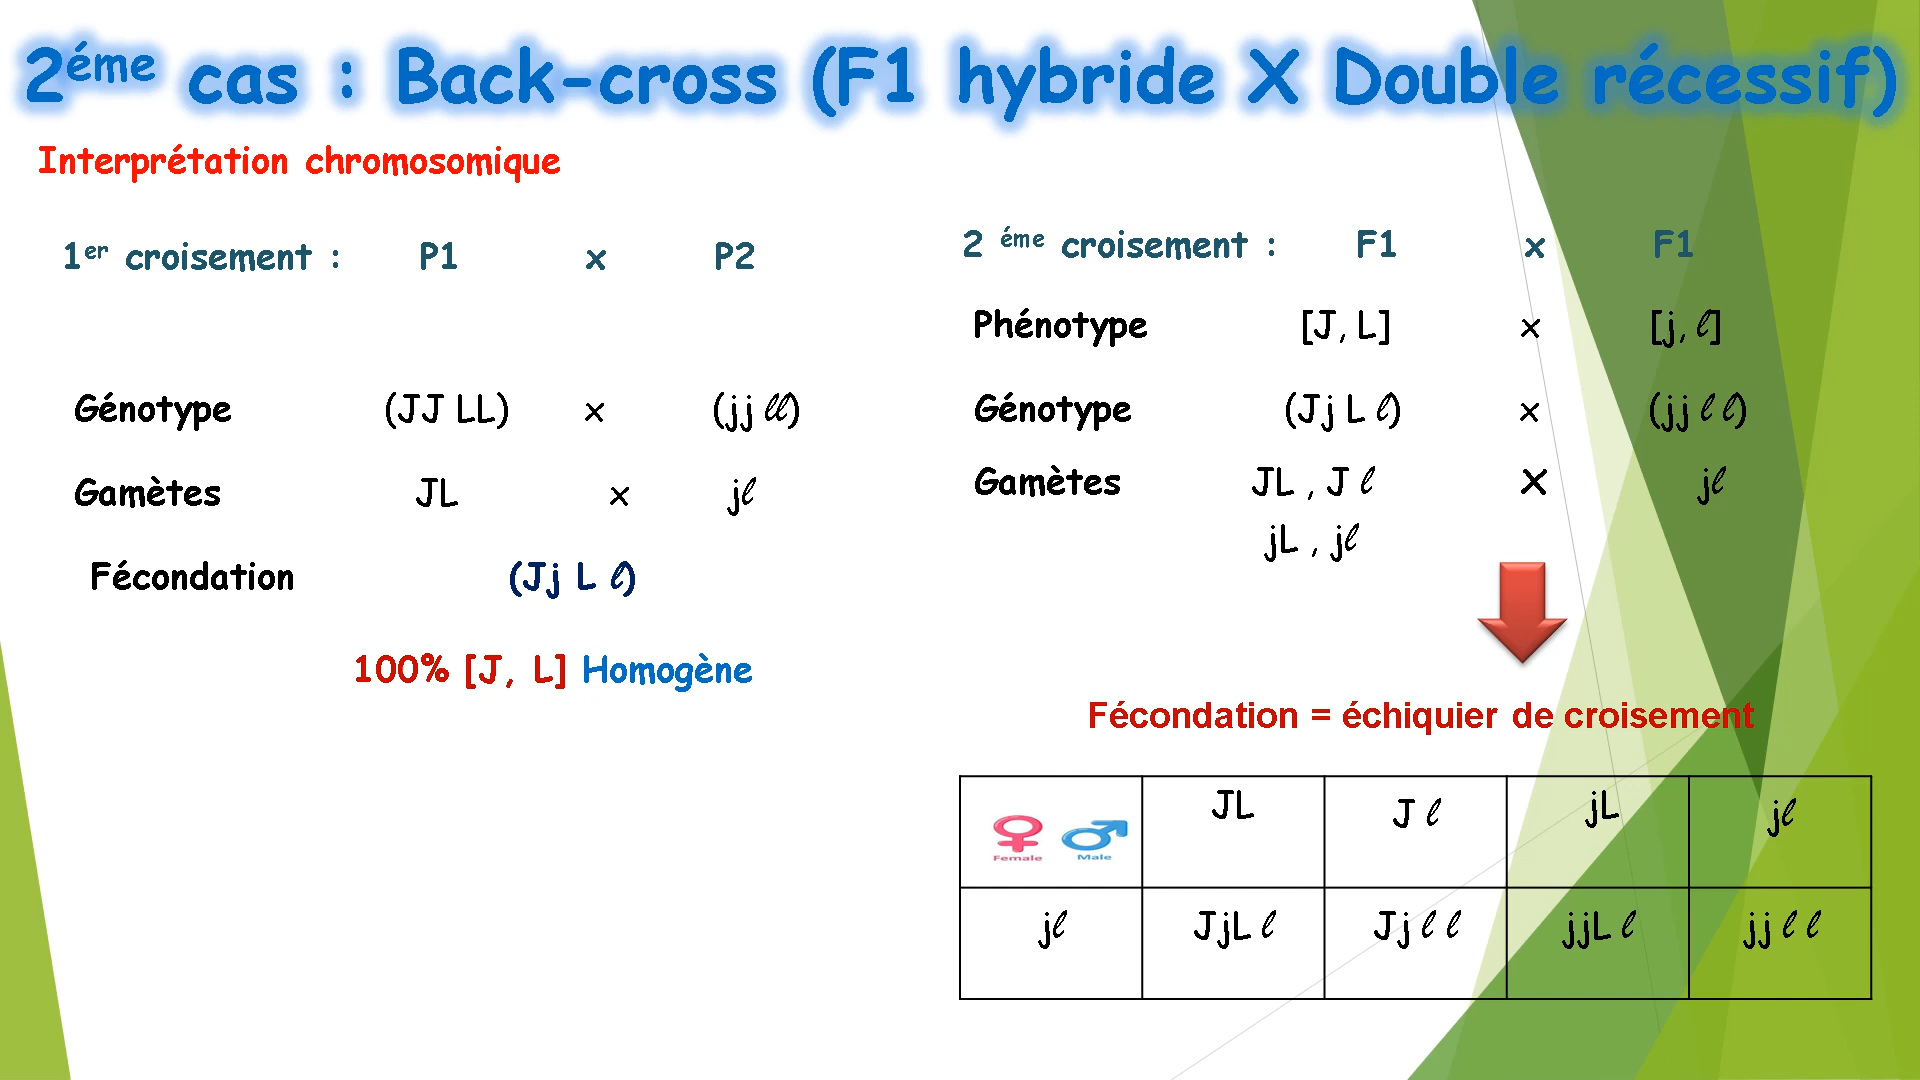 2éme cas : Back-cross (F1 hybride X Double récessif)
Interprétation chromosomique
1er croisement : P1 x P2
Génotype (JJ LL) x (jj ℓℓ)
Gamètes JL x jℓ
Fécondation (Jj L ℓ)
100% [J, L] Homogène
2 éme croisement : F1 x F1
Phénotype [J, L] x [j, ℓ]
Génotype (Jj L ℓ) x (jj ℓ ℓ)
Gamètes JL , J ℓ X jℓ
jL , jℓ
Fécondation = échiquier de croisement
JL J ℓ jL jℓ
Female Male
jℓ JjL ℓ Jj ℓ ℓ jjL ℓ jj ℓ ℓ